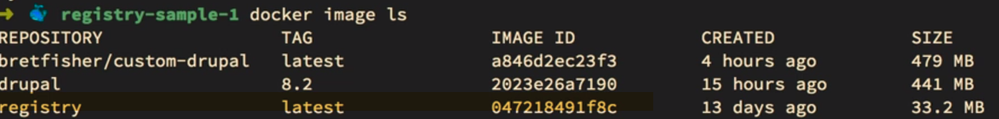 → registry-sample-1 docker image ls
REPOSITORY TAG IMAGE ID CREATED SIZE
bretfisher/custom-drupal latest a846d2ec23f3 4 hours ago 479 MB
drupal 8.2 2023e26a7190 15 hours ago 441 MB
registry latest 047218491f8c 13 days ago 33.2 MB